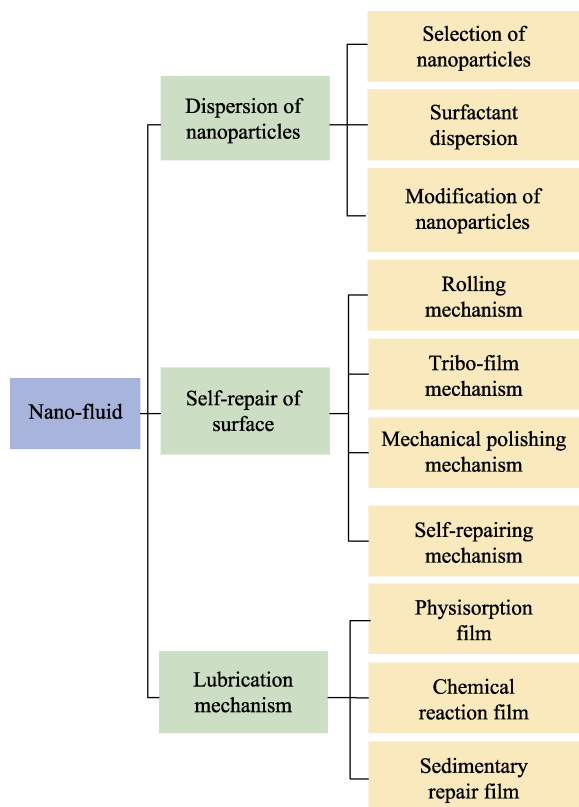 Nano-fluid
Dispersion of
nanoparticles
Selection of
nanoparticles
Surfactant
dispersion
Modification of
nanoparticles
Self-repair of
surface
Rolling
mechanism
Tribo-film
mechanism
Mechanical polishing
mechanism
Self-repairing
mechanism
Lubrication
mechanism
Physisorption
film
Chemical
reaction film
Sedimentary
repair film